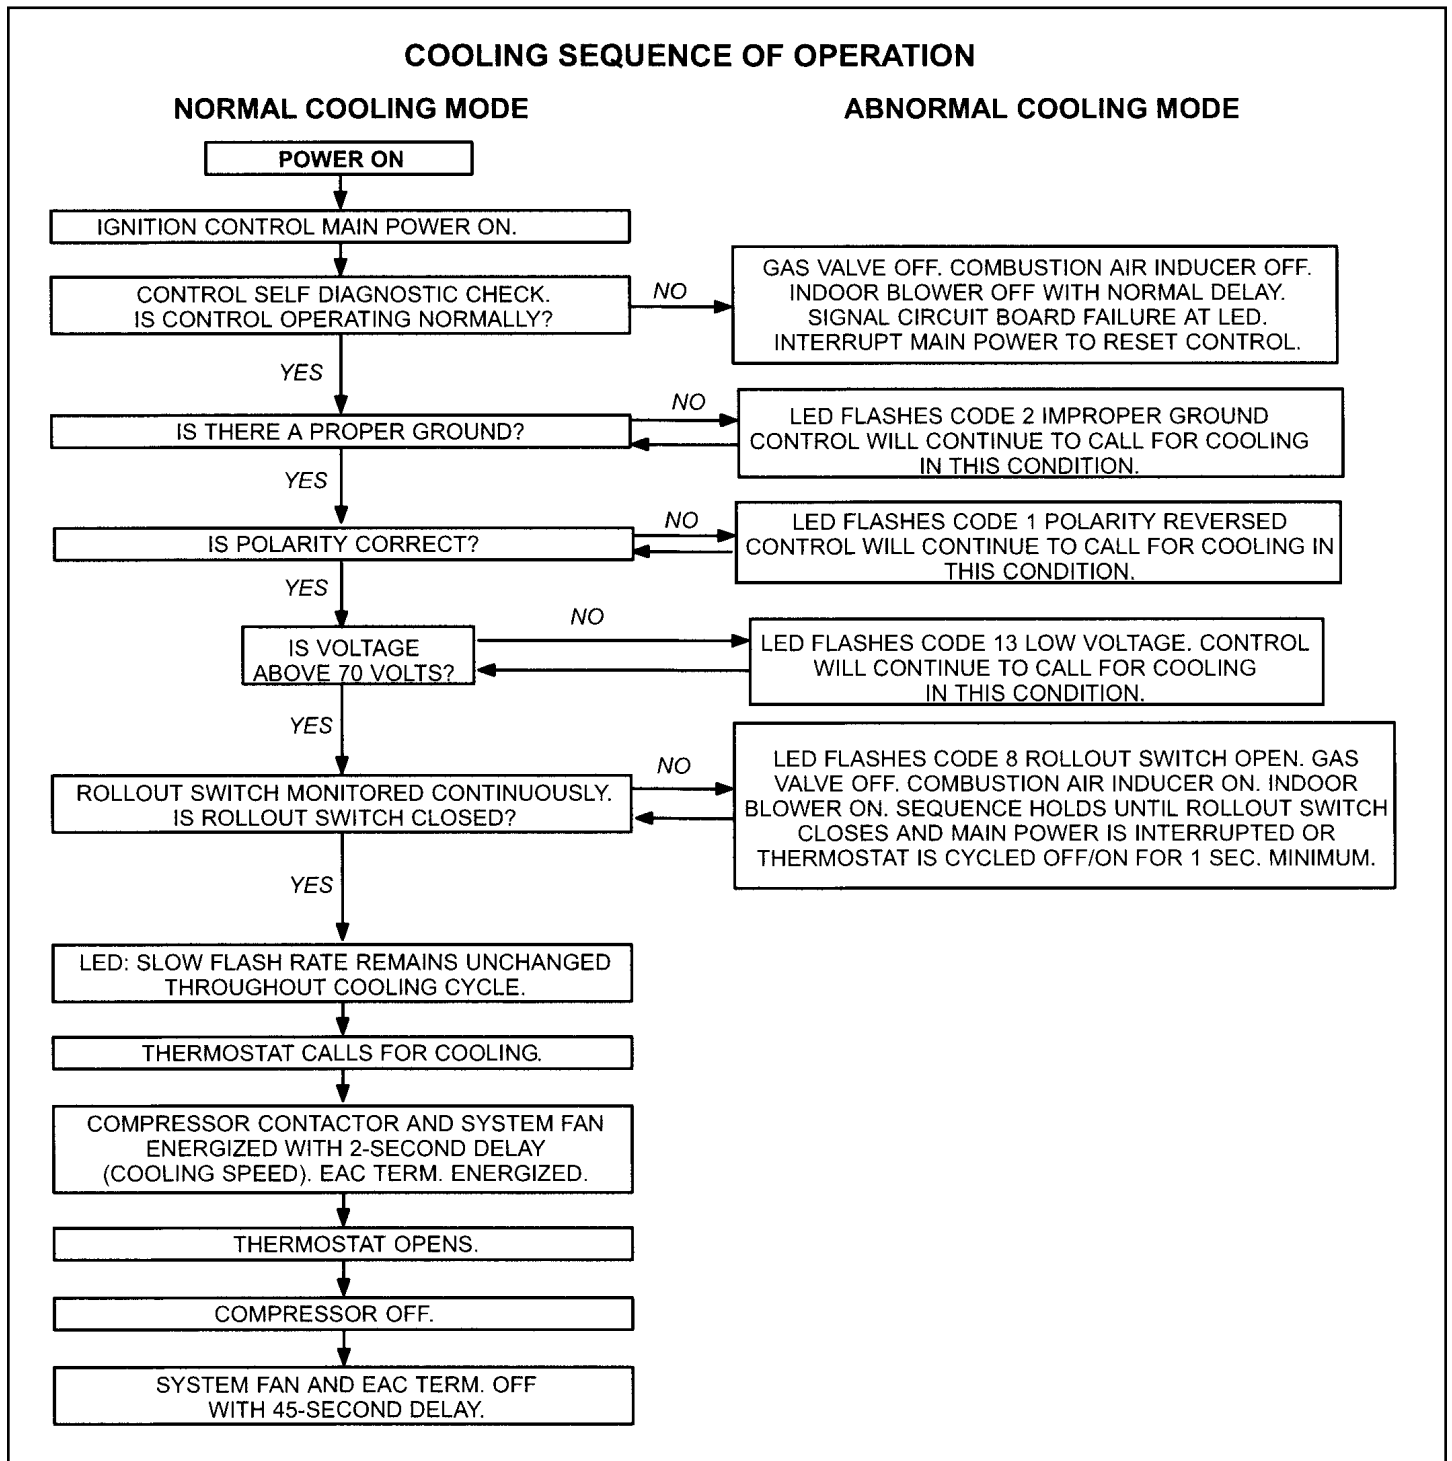 COOLING SEQUENCE OF OPERATION
NORMAL COOLING MODE
ABNORMAL COOLING MODE
POWER ON
IGNITION CONTROL MAIN POWER ON.
CONTROL SELF DIAGNOSTIC CHECK.
IS CONTROL OPERATING NORMALLY?
NO
GAS VALVE OFF. COMBUSTION AIR INDUCER OFF.
INDOOR BLOWER OFF WITH NORMAL DELAY.
SIGNAL CIRCUIT BOARD FAILURE AT LED.
INTERRUPT MAIN POWER TO RESET CONTROL.
YES
IS THERE A PROPER GROUND?
NO
LED FLASHES CODE 2 IMPROPER GROUND
CONTROL WILL CONTINUE TO CALL FOR COOLING
IN THIS CONDITION.
YES
IS POLARITY CORRECT?
NO
LED FLASHES CODE 1 POLARITY REVERSED
CONTROL WILL CONTINUE TO CALL FOR COOLING IN
THIS CONDITION.
YES
IS VOLTAGE
ABOVE 70 VOLTS?
NO
LED FLASHES CODE 13 LOW VOLTAGE. CONTROL
WILL CONTINUE TO CALL FOR COOLING
IN THIS CONDITION.
YES
ROLLOUT SWITCH MONITORED CONTINUOUSLY.
IS ROLLOUT SWITCH CLOSED?
NO
LED FLASHES CODE 8 ROLLOUT SWITCH OPEN. GAS
VALVE OFF. COMBUSTION AIR INDUCER ON. INDOOR
BLOWER ON. SEQUENCE HOLDS UNTIL ROLLOUT SWITCH
CLOSES AND MAIN POWER IS INTERRUPTED OR
THERMOSTAT IS CYCLED OFF/ON FOR 1 SEC. MINIMUM.
YES
LED: SLOW FLASH RATE REMAINS UNCHANGED
THROUGHOUT COOLING CYCLE.
THERMOSTAT CALLS FOR COOLING.
COMPRESSOR CONTACTOR AND SYSTEM FAN
ENERGIZED WITH 2-SECOND DELAY
(COOLING SPEED). EAC TERM. ENERGIZED.
THERMOSTAT OPENS.
COMPRESSOR OFF.
SYSTEM FAN AND EAC TERM. OFF
WITH 45-SECOND DELAY.